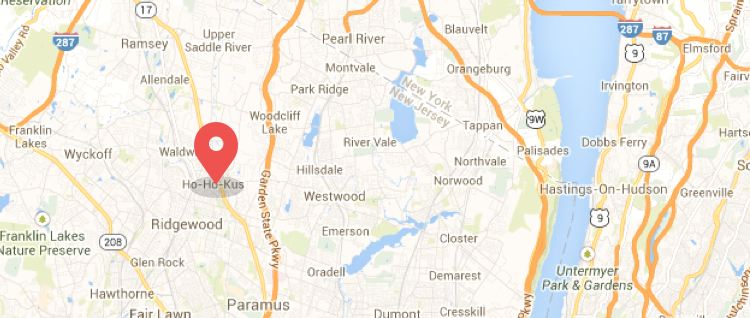 Reservation
17
287
Tarrytown
Blauvelt
287
87
Upper
Saddle River
Pearl River
Ramsey
9
Elmsford
Montvale
Orangeburg
Allendale
Irvington
Park Ridge
New York
New Jersey
Woodcliff
Lake
9W
Tappan
Franklin
Lakes
River Vale
Dobbs Ferry
Palisades
Wyckoff
Northvale
9A
Hillsdale
Ho-Ho-Kus
Norwood
Hastings-On-Hudson
Greenville
Westwood
Garden State Pkwy
9
Ridgewood
Emerson
Franklin Lakes
Nature Preserve
208
Closter
Glen Rock
Oradell
Demarest
Untermyer
Park & Gardens
Hawthorne
Paramus
Pkwy
Fair Lawn
Dumont
Cresskill